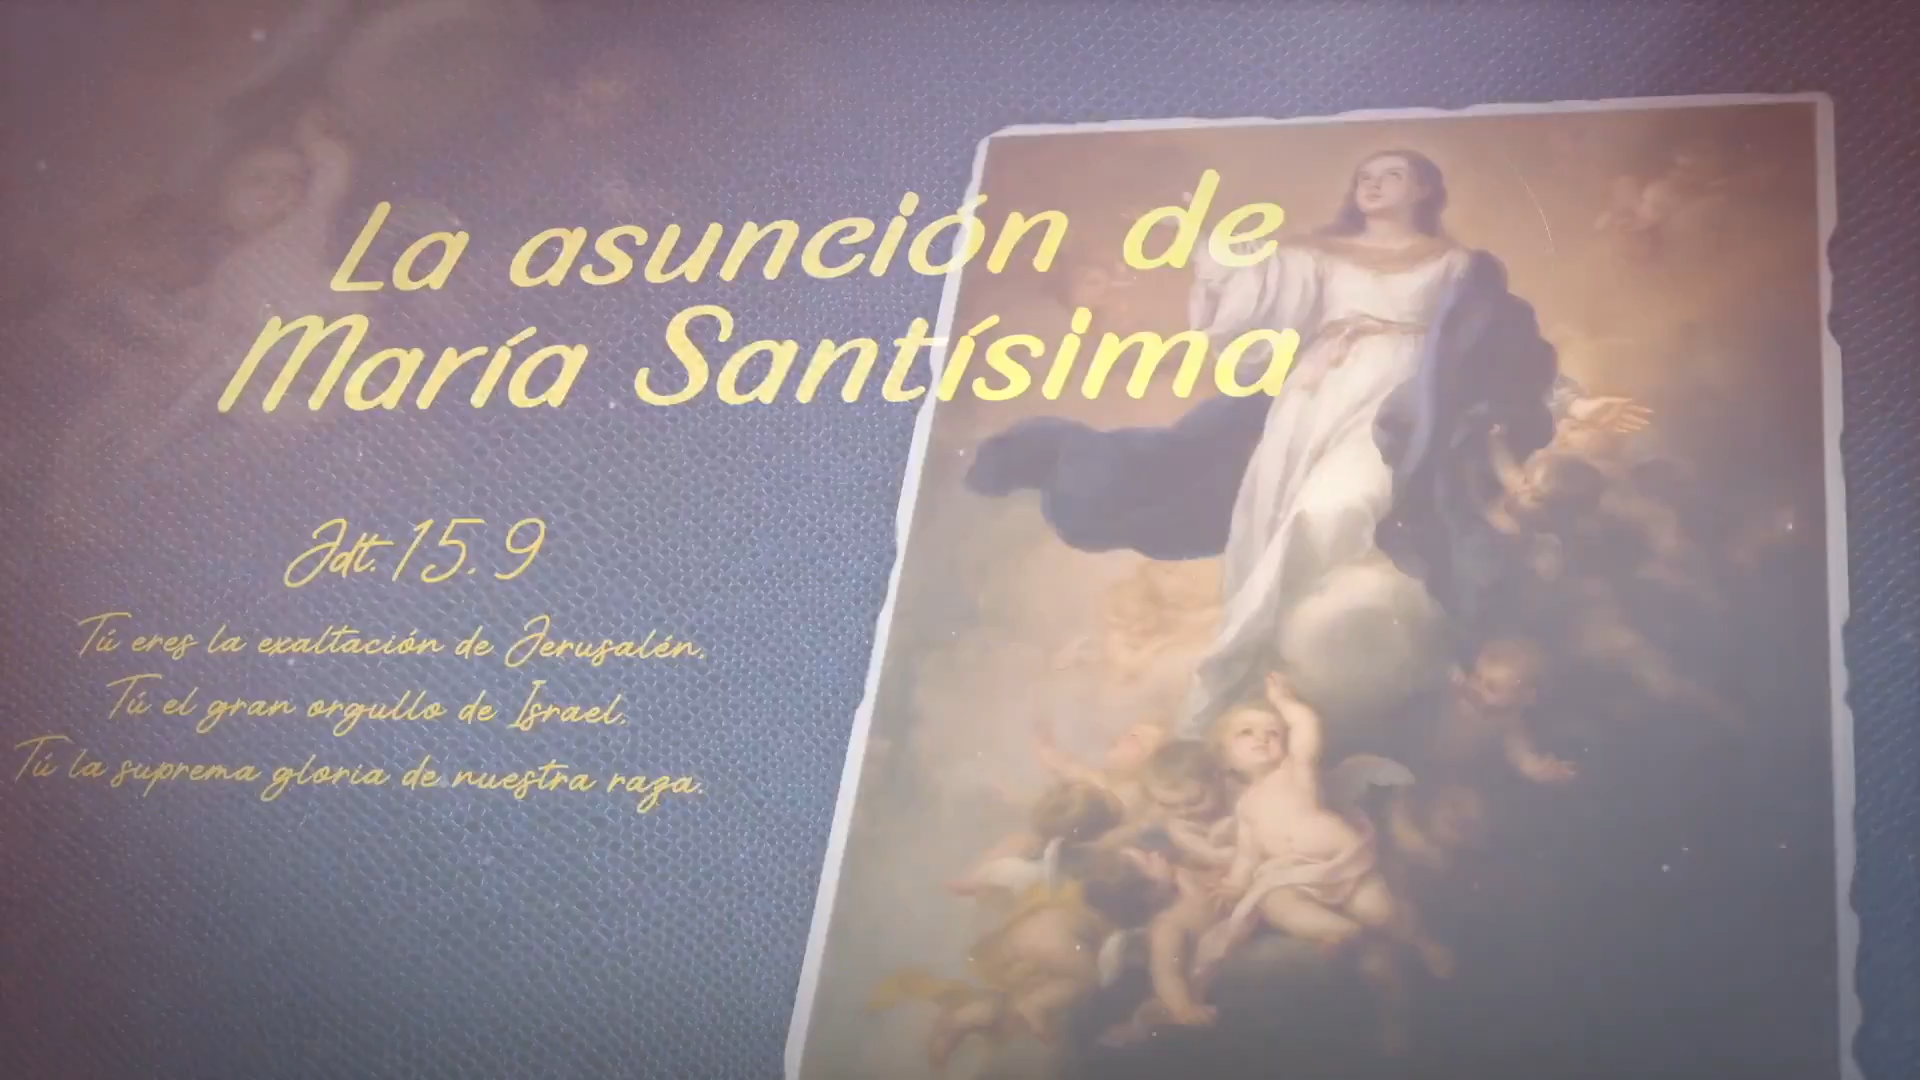 La asunción de
María Santísima
Jdt. 15. 9
Tú eres la exaltación de Jerusalén.
Tú el gran orgullo de Israel.
Tú la suprema gloria de nuestra raza.